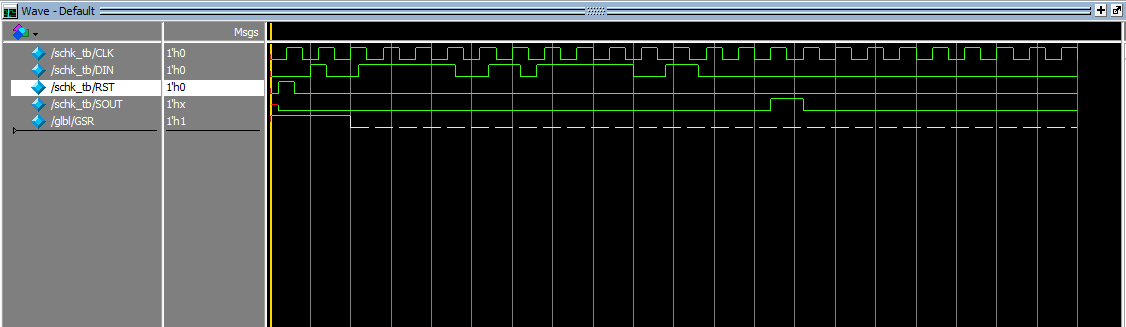 Wave - Default
Msgs
/schk_tb/CLK 1'h0
/schk_tb/DIN 1'h0
/schk_tb/RST 1'h0
/schk_tb/SOUT 1'hx
/glbl/GSR 1'h1